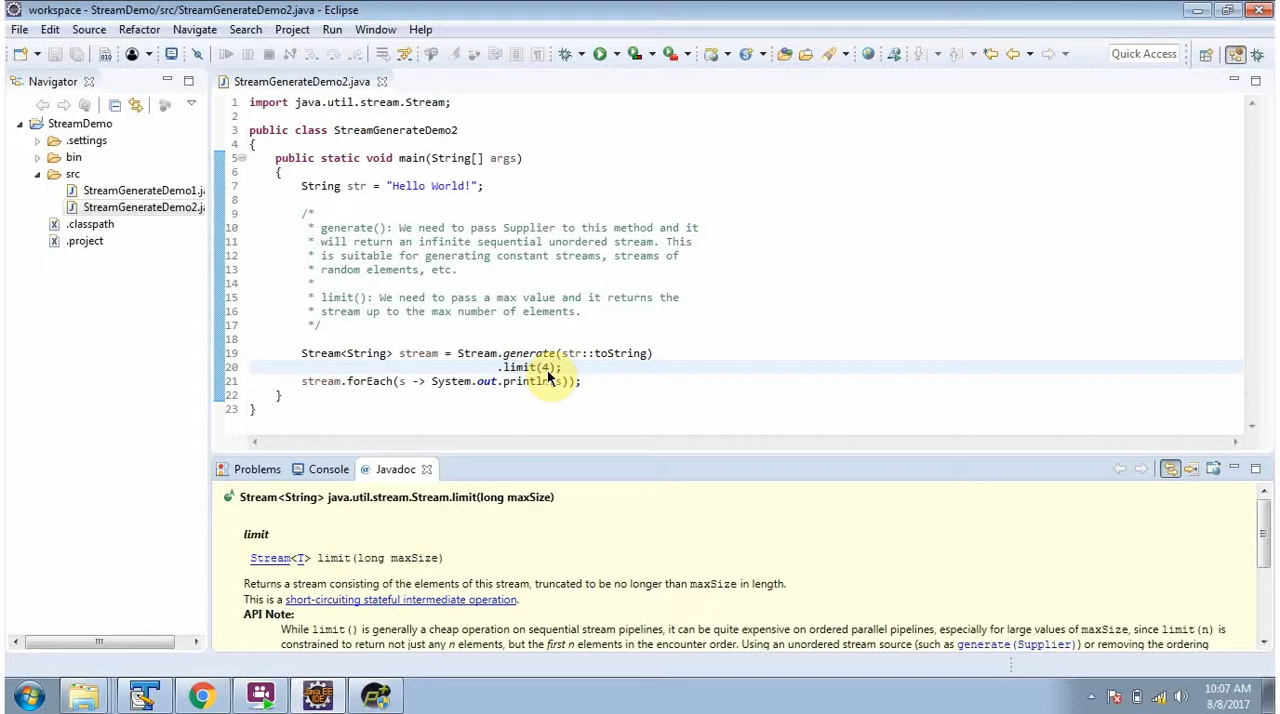 workspace - StreamDemo/src/StreamGenerateDemo2.java - Eclipse
File Edit Source Refactor Navigate Search Project Run Window Help
Quick Access
Navigator
StreamGenerateDemo2.java
StreamDemo
.settings
bin
src
StreamGenerateDemo1.j
StreamGenerateDemo2.j
.classpath
.project
1 import java.util.stream.Stream;
2
3 public class StreamGenerateDemo2
4 {
5 public static void main(String[] args)
6 {
7 String str = "Hello World!";
8
9 /*
10 * generate(): We need to pass Supplier to this method and it
11 * will return an infinite sequential unordered stream. This
12 * is suitable for generating constant streams, streams of
13 * random elements, etc.
14 *
15 * limit(): We need to pass a max value and it returns the
16 * stream up to the max number of elements.
17 */
18
19 Stream<String> stream = Stream.generate(str::toString)
20 .limit(4);
21 stream.forEach(s -> System.out.println(s));
22 }
23 }
Problems Console @ Javadoc
Stream<String> java.util.stream.Stream.limit(long maxSize)
limit
Stream<T> limit(long maxSize)
Returns a stream consisting of the elements of this stream, truncated to be no longer than maxSize in length.
This is a short-circuiting stateful intermediate operation.
API Note:
While limit() is generally a cheap operation on sequential stream pipelines, it can be quite expensive on ordered parallel pipelines, especially for large values of maxSize, since limit(n) is
constrained to return not just any n elements, but the first n elements in the encounter order. Using an unordered stream source (such as generate(Supplier)) or removing the ordering
Java EE
IDE
10:07 AM
8/8/2017